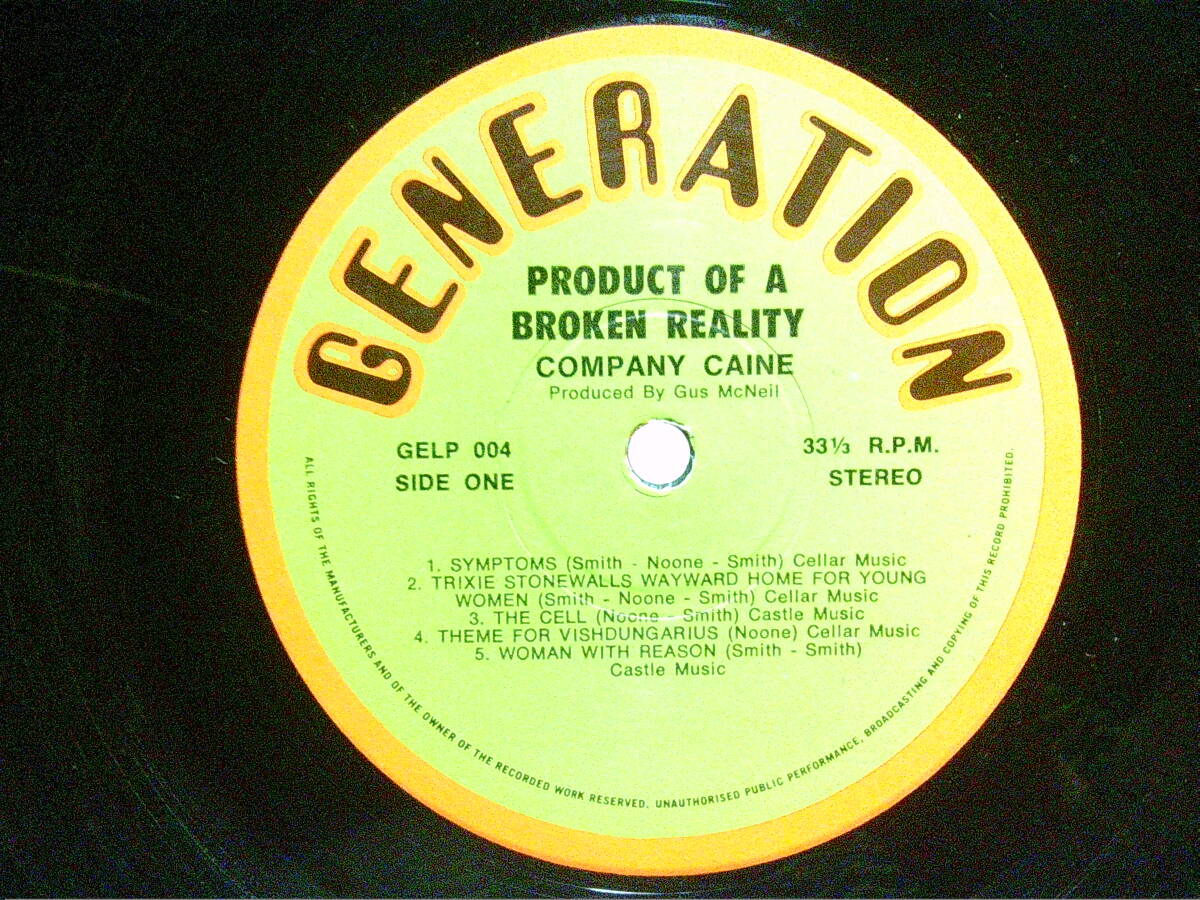 GENERATION
PRODUCT OF A
BROKEN REALITY
COMPANY CAINE
Produced By Gus McNeil
GELP 004
SIDE ONE
33⅓ R.P.M.
STEREO
1. SYMPTOMS (Smith - Noone - Smith) Cellar Music
2. TRIXIE STONEWALLS WAYWARD HOME FOR YOUNG
WOMEN (Smith - Noone - Smith) Cellar Music
3. THE CELL (Noone - Smith) Castle Music
4. THEME FOR VISHDUNGARIUS (Noone) Cellar Music
5. WOMAN WITH REASON (Smith - Smith)
Castle Music
ALL RIGHTS OF THE MANUFACTURERS AND OF THE OWNER OF THE RECORDED WORK RESERVED. UNAUTHORISED PUBLIC PERFORMANCE, BROADCASTING AND COPYING OF THIS RECORD PROHIBITED.